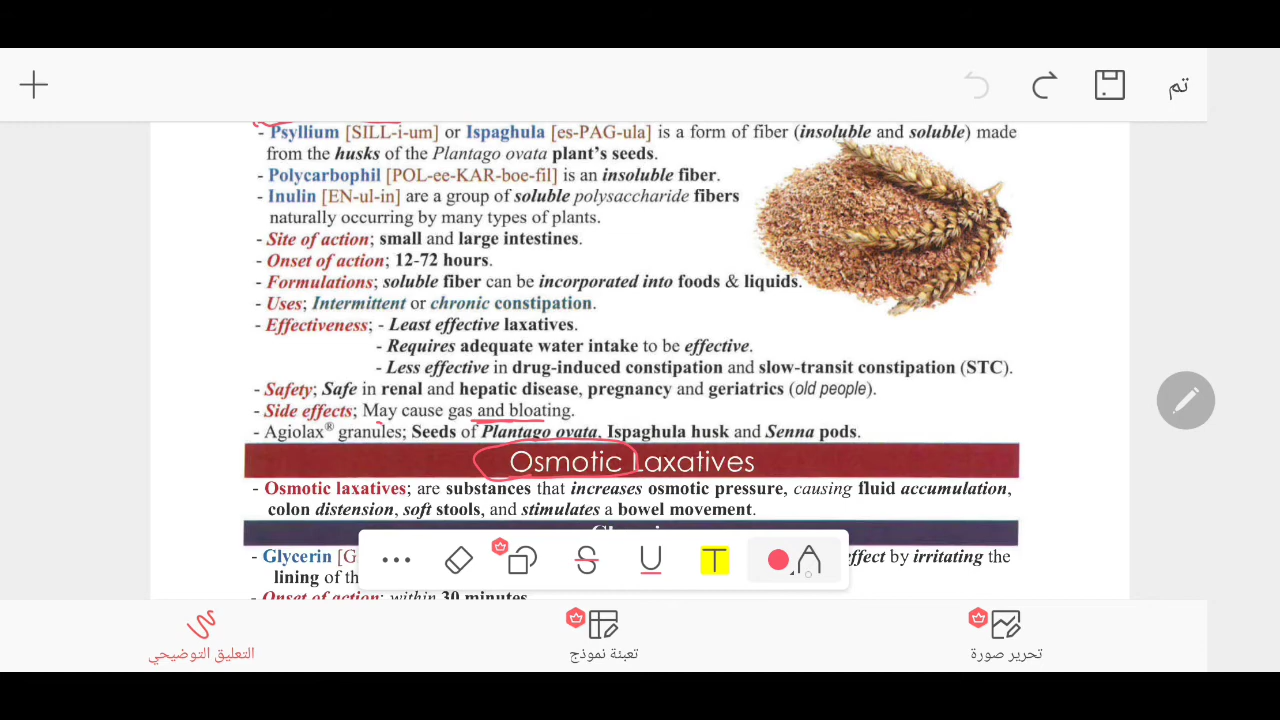 تم
- Psyllium [SILL-i-um] or Ispaghula [es-PAG-ula] is a form of fiber (insoluble and soluble) made
from the husks of the Plantago ovata plant's seeds.
- Polycarbophil [POL-ee-KAR-boe-fil] is an insoluble fiber.
- Inulin [EN-ul-in] are a group of soluble polysaccharide fibers
naturally occurring by many types of plants.
- Site of action; small and large intestines.
- Onset of action; 12-72 hours.
- Formulations; soluble fiber can be incorporated into foods & liquids.
- Uses; Intermittent or chronic constipation.
- Effectiveness; - Least effective laxatives.
- Requires adequate water intake to be effective.
- Less effective in drug-induced constipation and slow-transit constipation (STC).
- Safety; Safe in renal and hepatic disease, pregnancy and geriatrics (old people).
- Side effects; May cause gas and bloating.
- Agiolax® granules; Seeds of Plantago ovata, Ispaghula husk and Senna pods.
Osmotic Laxatives
- Osmotic laxatives; are substances that increases osmotic pressure, causing fluid accumulation,
colon distension, soft stools, and stimulates a bowel movement.
- Glycerin [G ffect by irritating the
lining of th
- Onset of action; within 30 minutes
T
التعليق التوضيحي
تعبئة نموذج
تحرير صورة